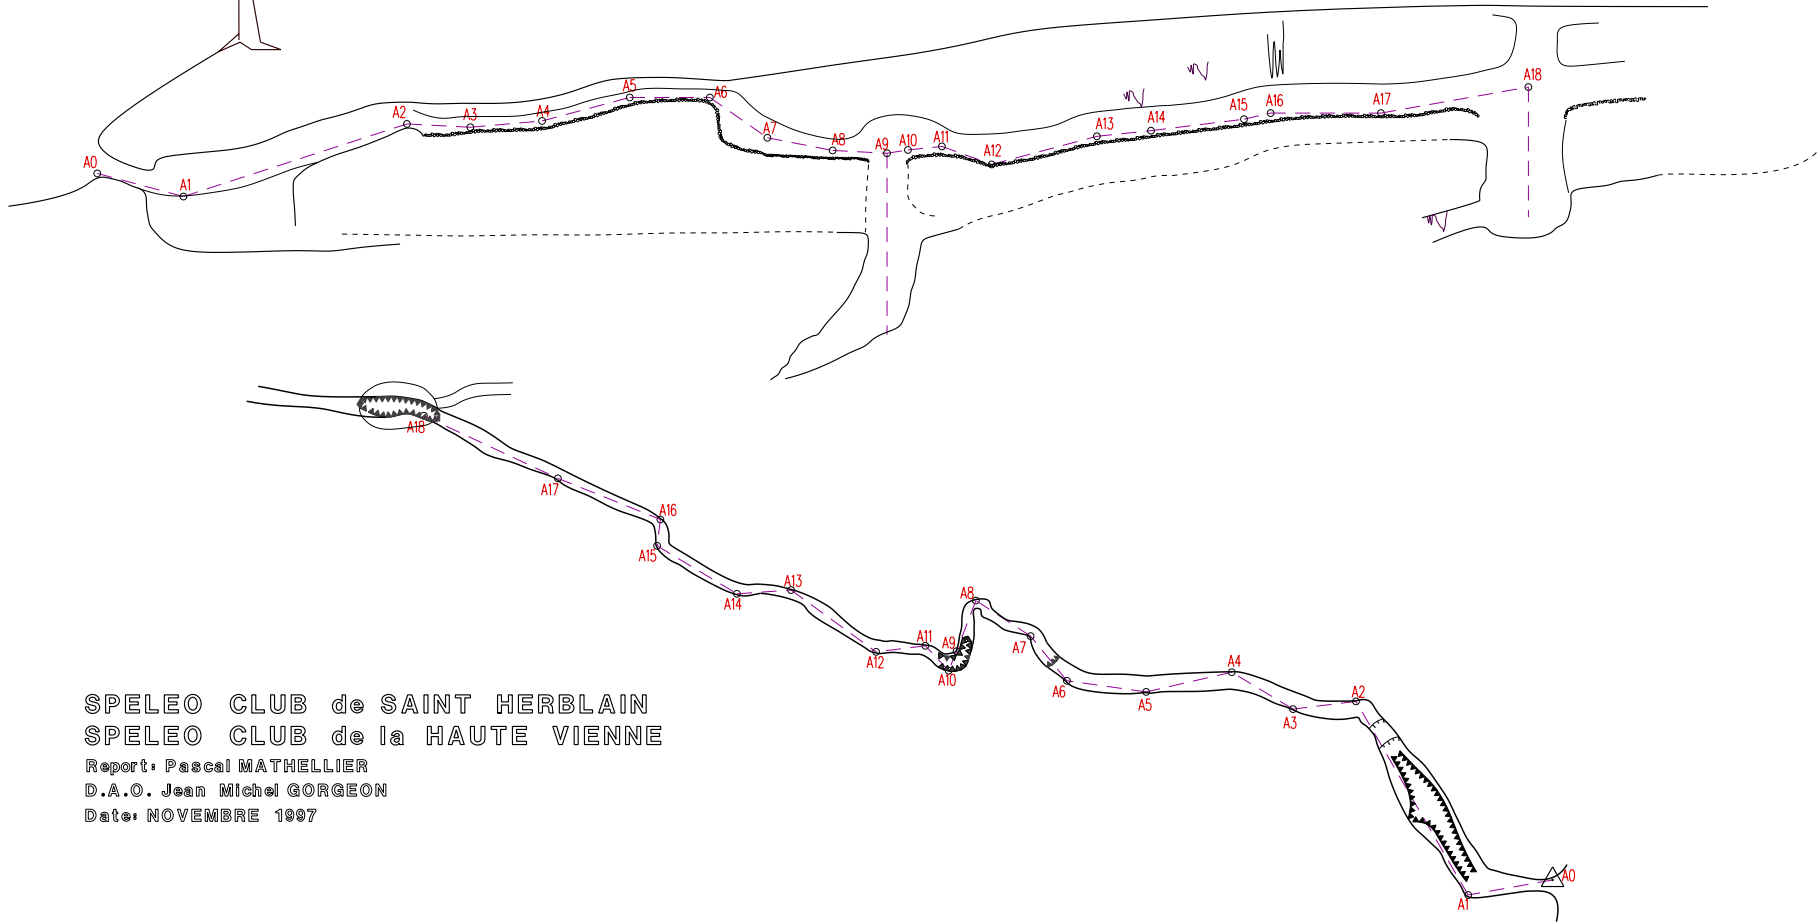 A0
A1
A2
A3
A4
A5
A6
A7
A8
A9
A10
A11
A12
A13
A14
A15
A16
A17
A18
A18
A17
A16
A15
A14
A13
A12
A11
A10
A9
A8
A7
A6
A5
A4
A3
A2
A1
A0
SPELEO CLUB de SAINT HERBLAIN
SPELEO CLUB de la HAUTE VIENNE
Report: Pascal MATHELLIER
D.A.O. Jean Michel GORGEON
Date: NOVEMBRE 1997